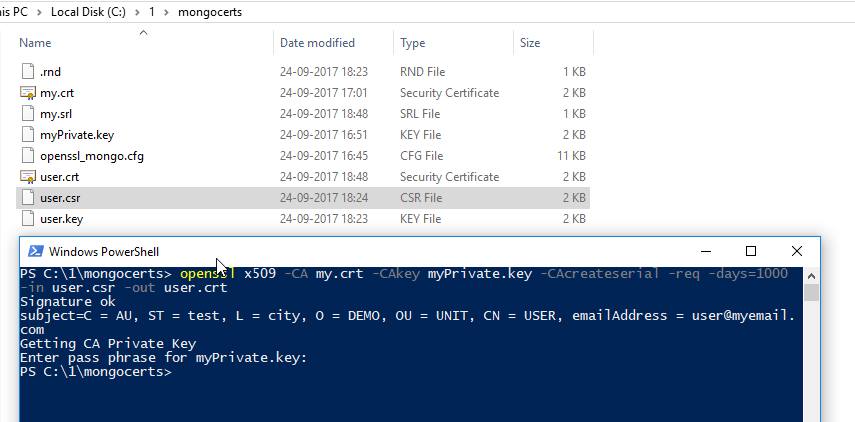 his PC > Local Disk (C:) > 1 > mongocerts
Name Date modified Type Size
.rnd 24-09-2017 18:23 RND File 1 KB
my.crt 24-09-2017 17:01 Security Certificate 2 KB
my.srl 24-09-2017 18:48 SRL File 1 KB
myPrivate.key 24-09-2017 16:51 KEY File 2 KB
openssl_mongo.cfg 24-09-2017 16:45 CFG File 11 KB
user.crt 24-09-2017 18:48 Security Certificate 2 KB
user.csr 24-09-2017 18:24 CSR File 2 KB
user.key 24-09-2017 18:23 KEY File 2 KB
Windows PowerShell
PS C:\1\mongocerts> openssl x509 -CA my.crt -CAkey myPrivate.key -CAcreateserial -req -days=1000
-in user.csr -out user.crt
Signature ok
subject=C = AU, ST = test, L = city, O = DEMO, OU = UNIT, CN = USER, emailAddress = user@myemail.
com
Getting CA Private Key
Enter pass phrase for myPrivate.key:
PS C:\1\mongocerts>